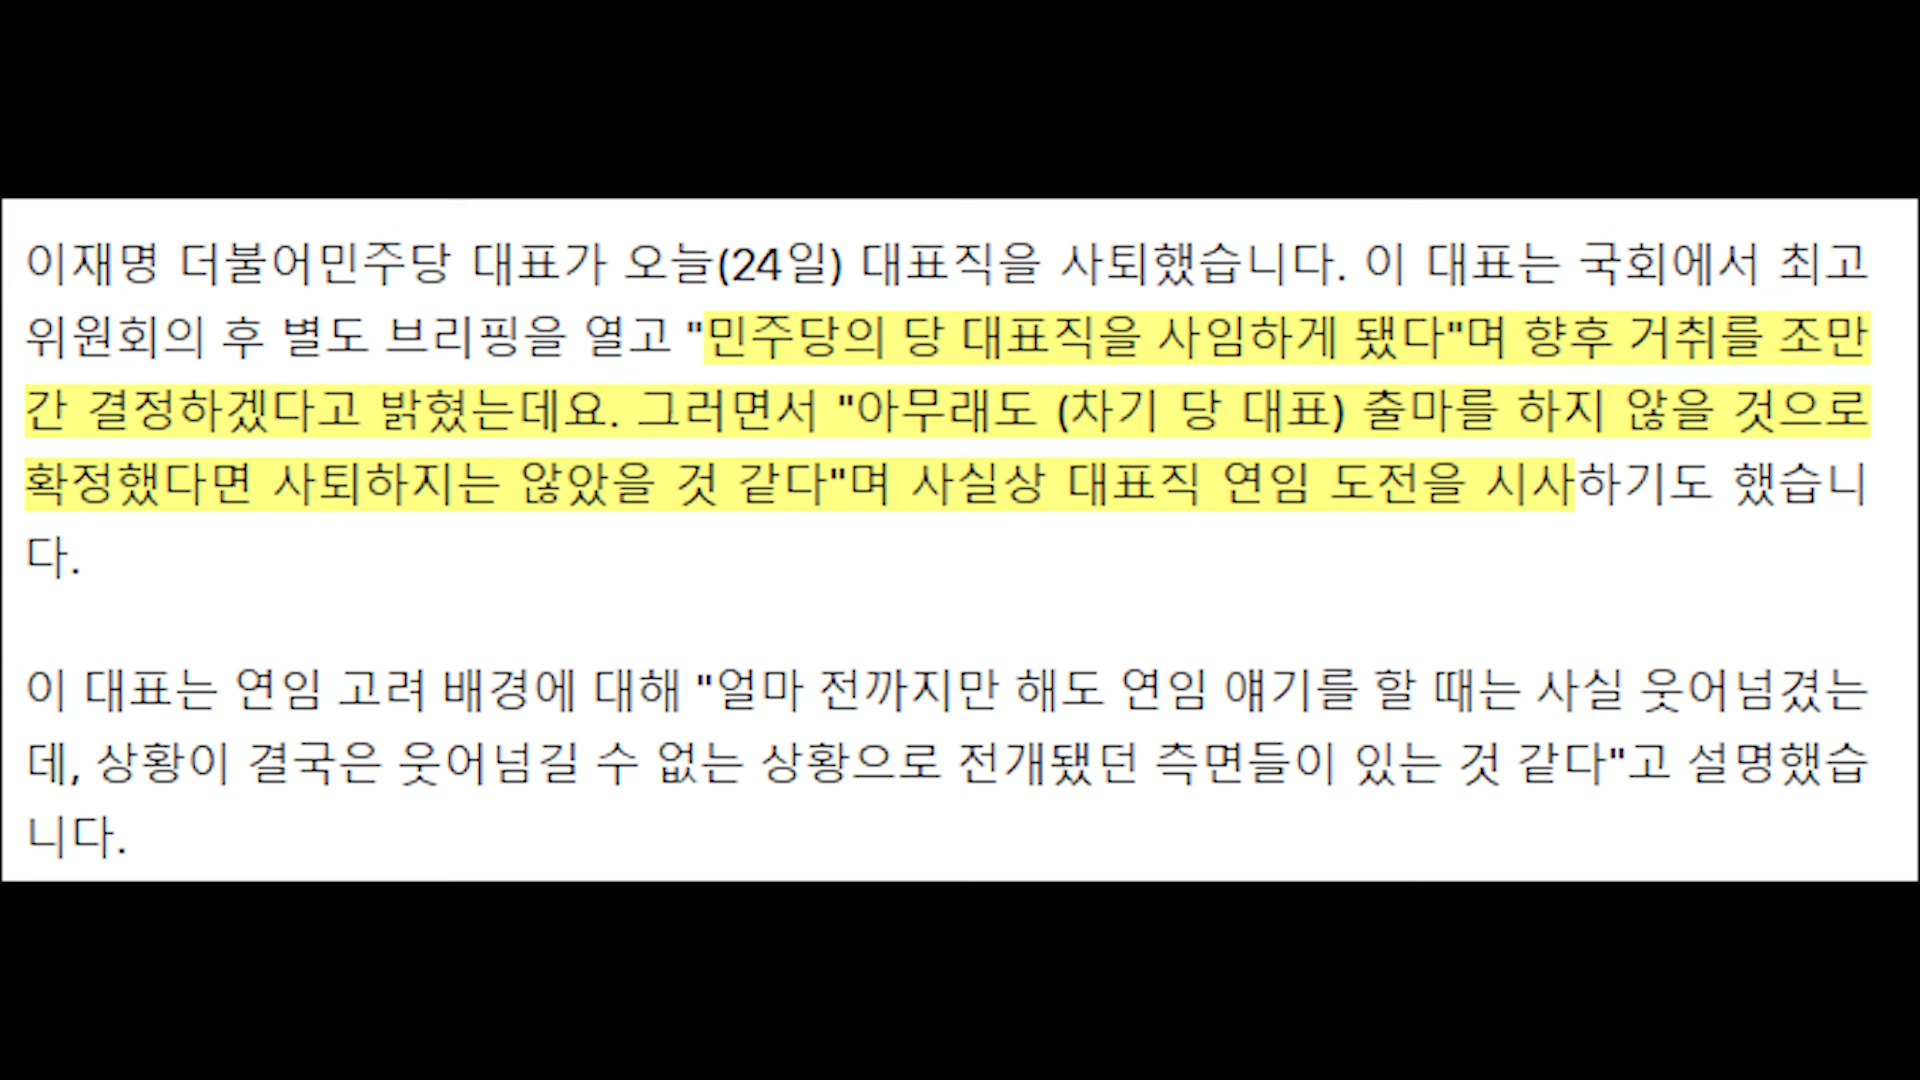 이재명 더불어민주당 대표가 오늘(24일) 대표직을 사퇴했습니다. 이 대표는 국회에서 최고
위원회의 후 별도 브리핑을 열고 "민주당의 당 대표직을 사임하게 됐다"며 향후 거취를 조만
간 결정하겠다고 밝혔는데요. 그러면서 "아무래도 (차기 당 대표) 출마를 하지 않을 것으로
확정했다면 사퇴하지는 않았을 것 같다"며 사실상 대표직 연임 도전을 시사하기도 했습니
다.
이 대표는 연임 고려 배경에 대해 "얼마 전까지만 해도 연임 얘기를 할 때는 사실 웃어넘겼는
데, 상황이 결국은 웃어넘길 수 없는 상황으로 전개됐던 측면들이 있는 것 같다"고 설명했습
니다.